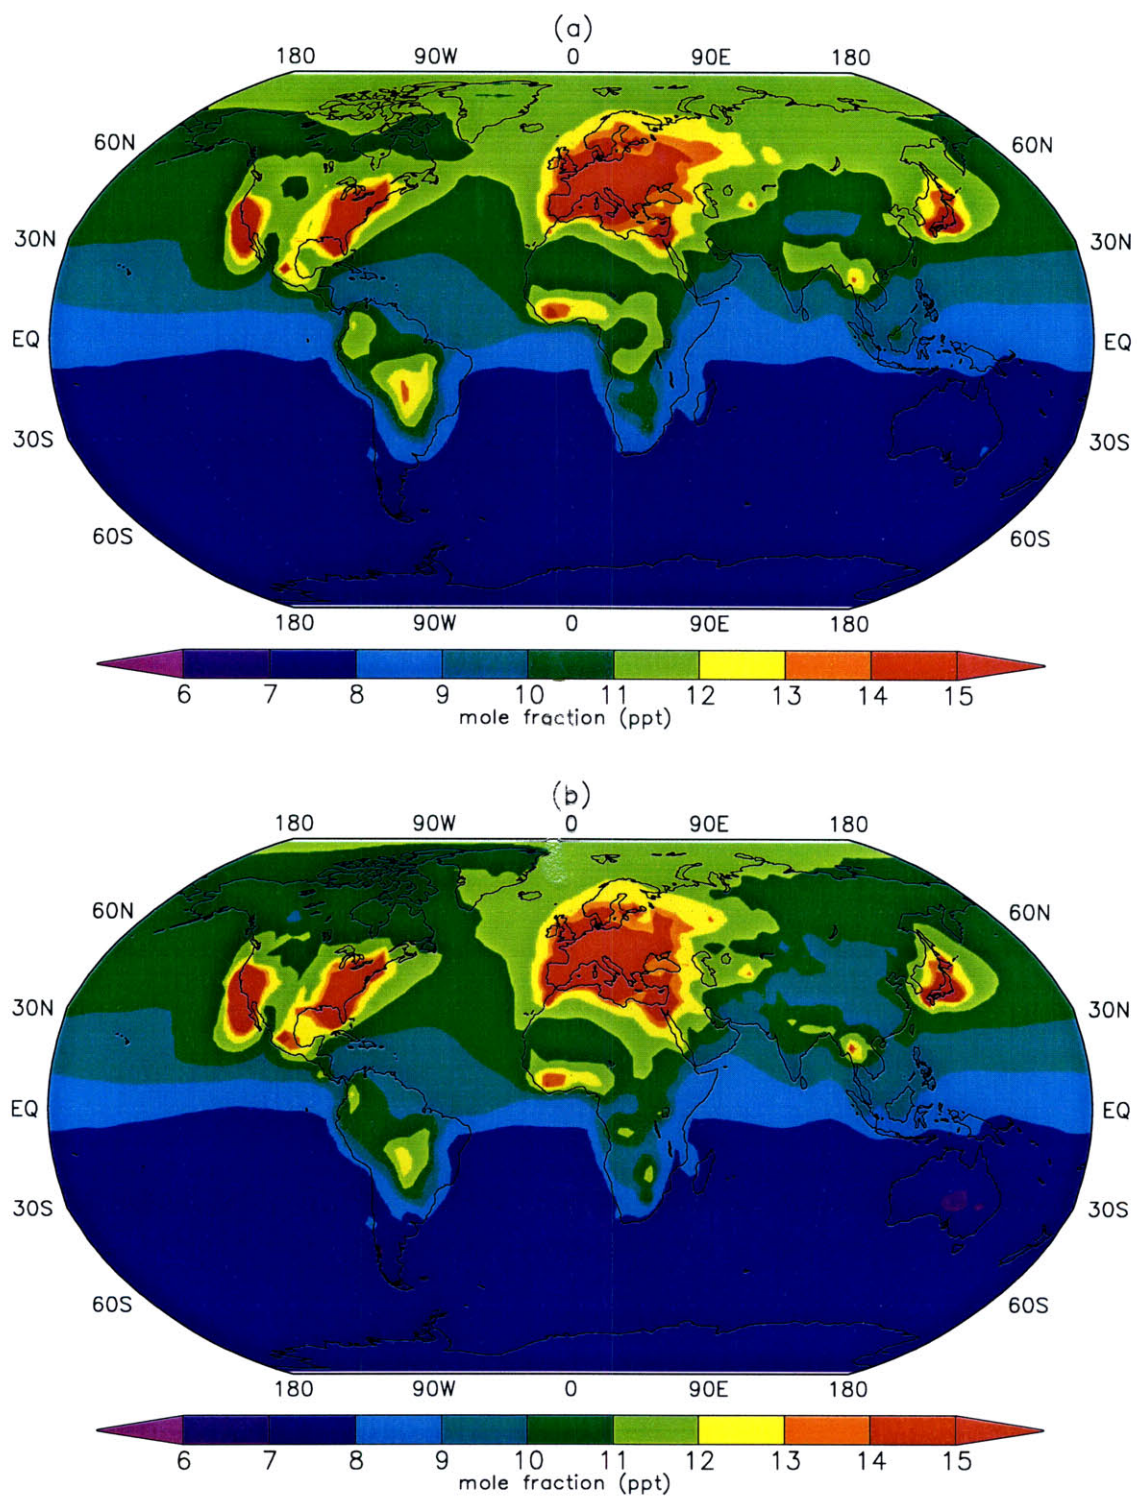 (a)
180 90W 0 90E 180
60N 60N
30N 30N
EQ EQ
30S 30S
60S 60S
180 90W 0 90E 180
6 7 8 9 10 11 12 13 14 15
mole fraction (ppt)
(b)
180 90W 0 90E 180
60N 60N
30N 30N
EQ EQ
30S 30S
60S 60S
180 90W 0 90E 180
6 7 8 9 10 11 12 13 14 15
mole fraction (ppt)